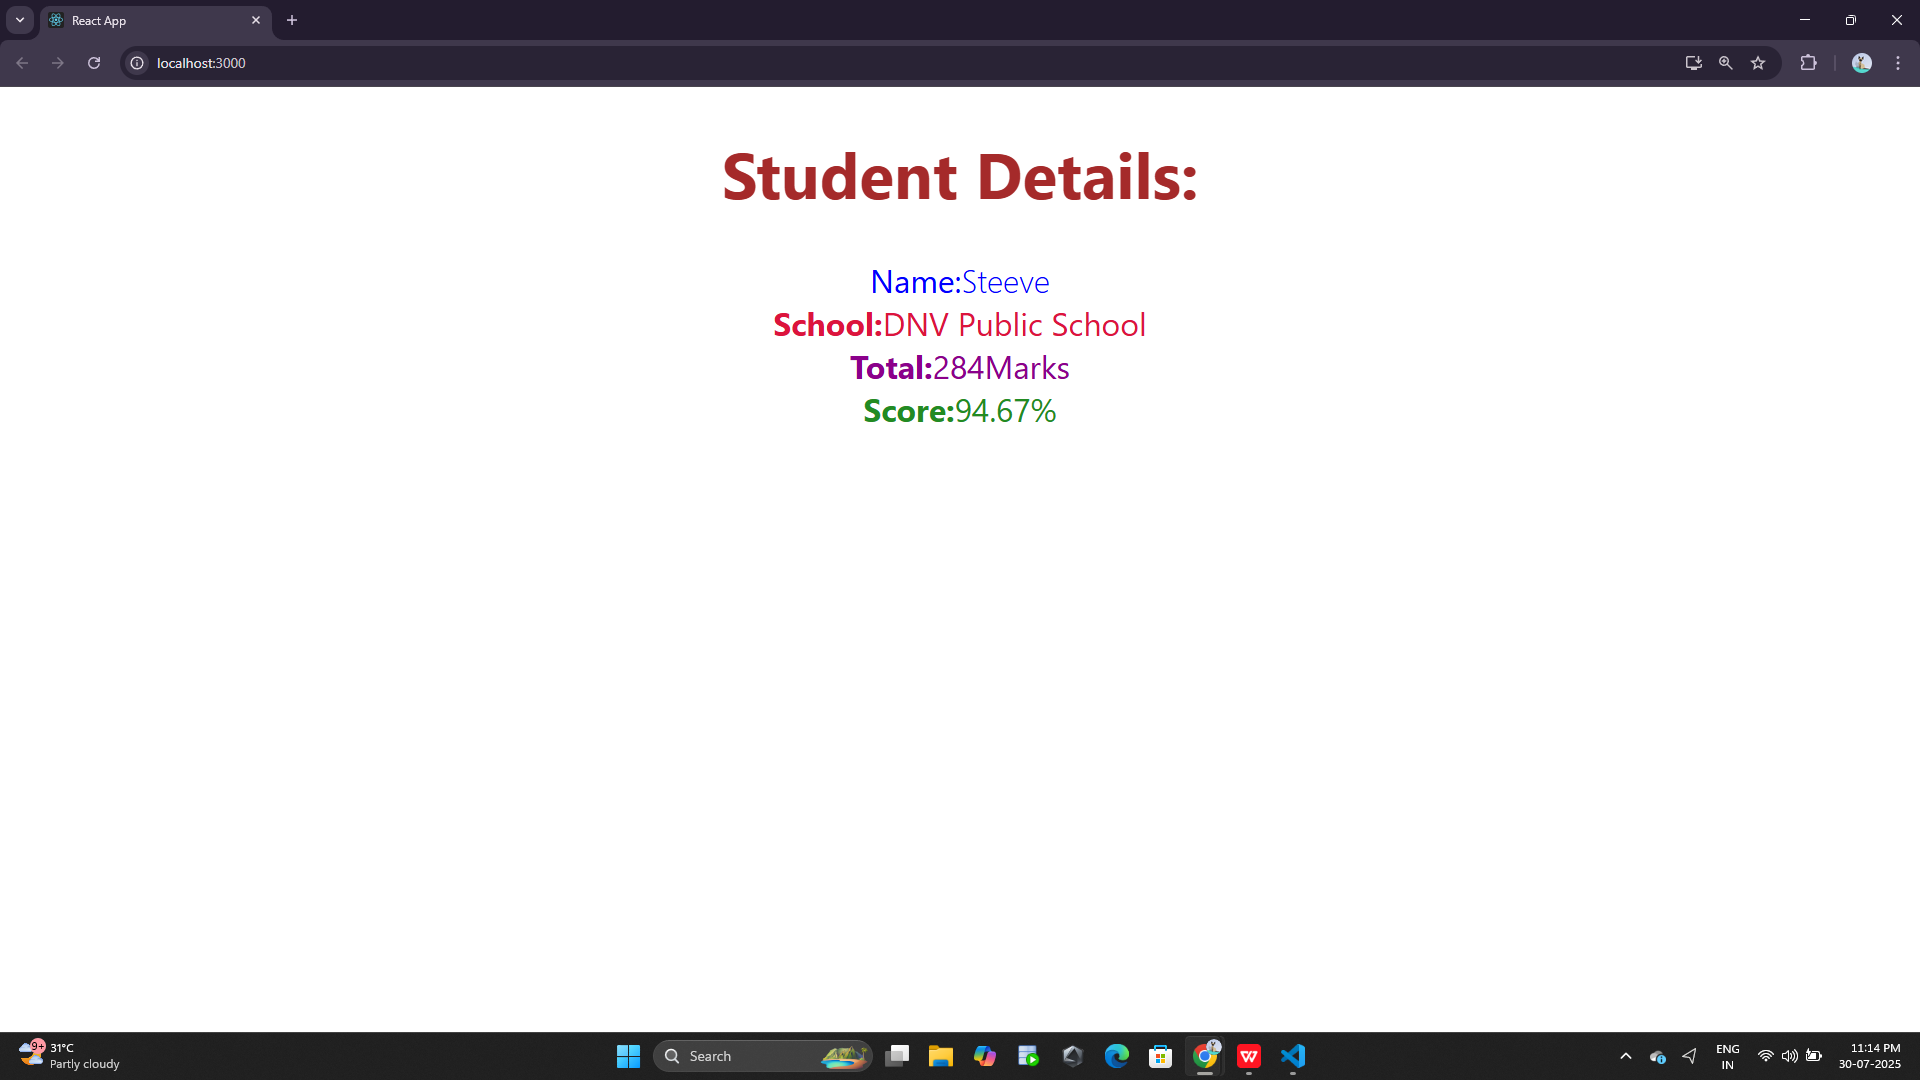 React App
localhost:3000
Student Details:
Name:Steeve
School:DNV Public School
Total:284Marks
Score:94.67%
9+
31°C
Partly cloudy
Search
ENG
IN
11:14 PM
30-07-2025